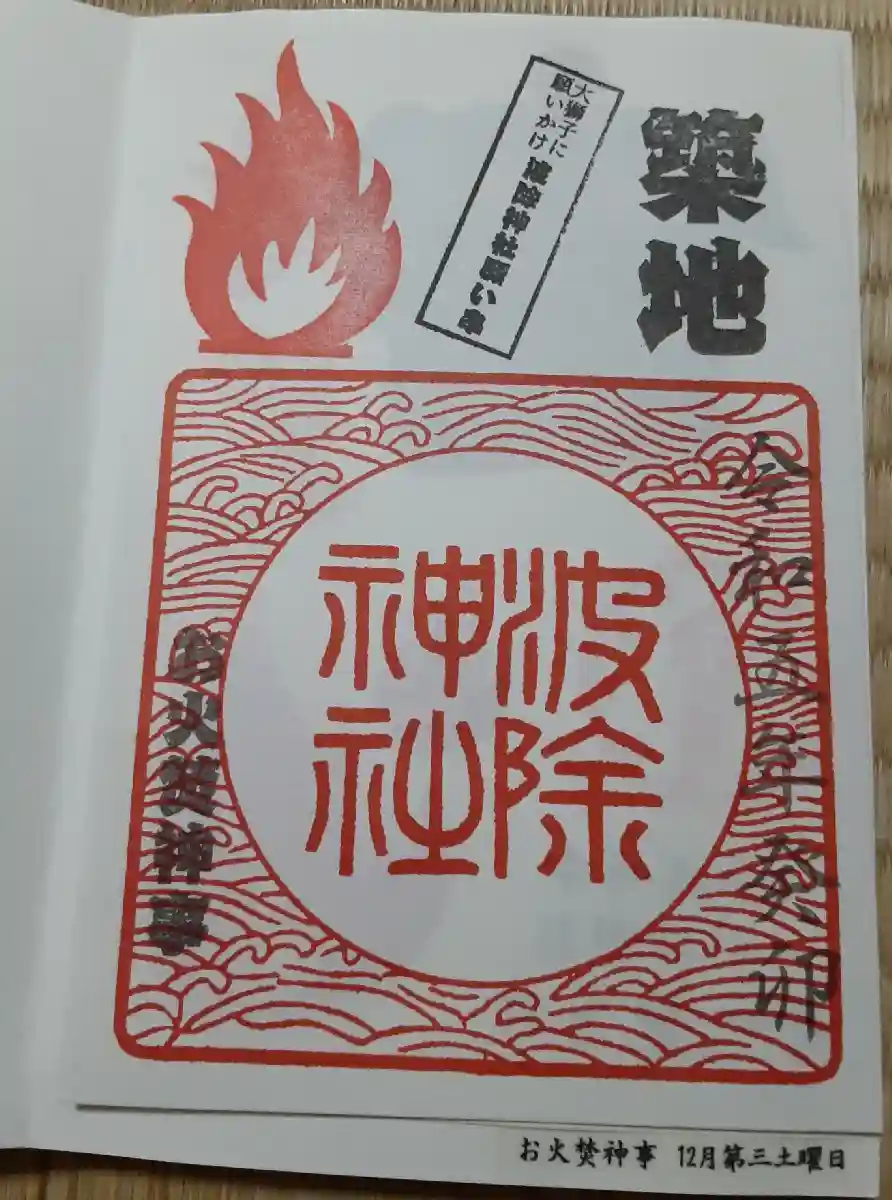 築地
大獅子に
願いかけ
波除神社願い串
令和五年癸卯
波除
神社
お火焚神事
お火焚神事 12月第三土曜日